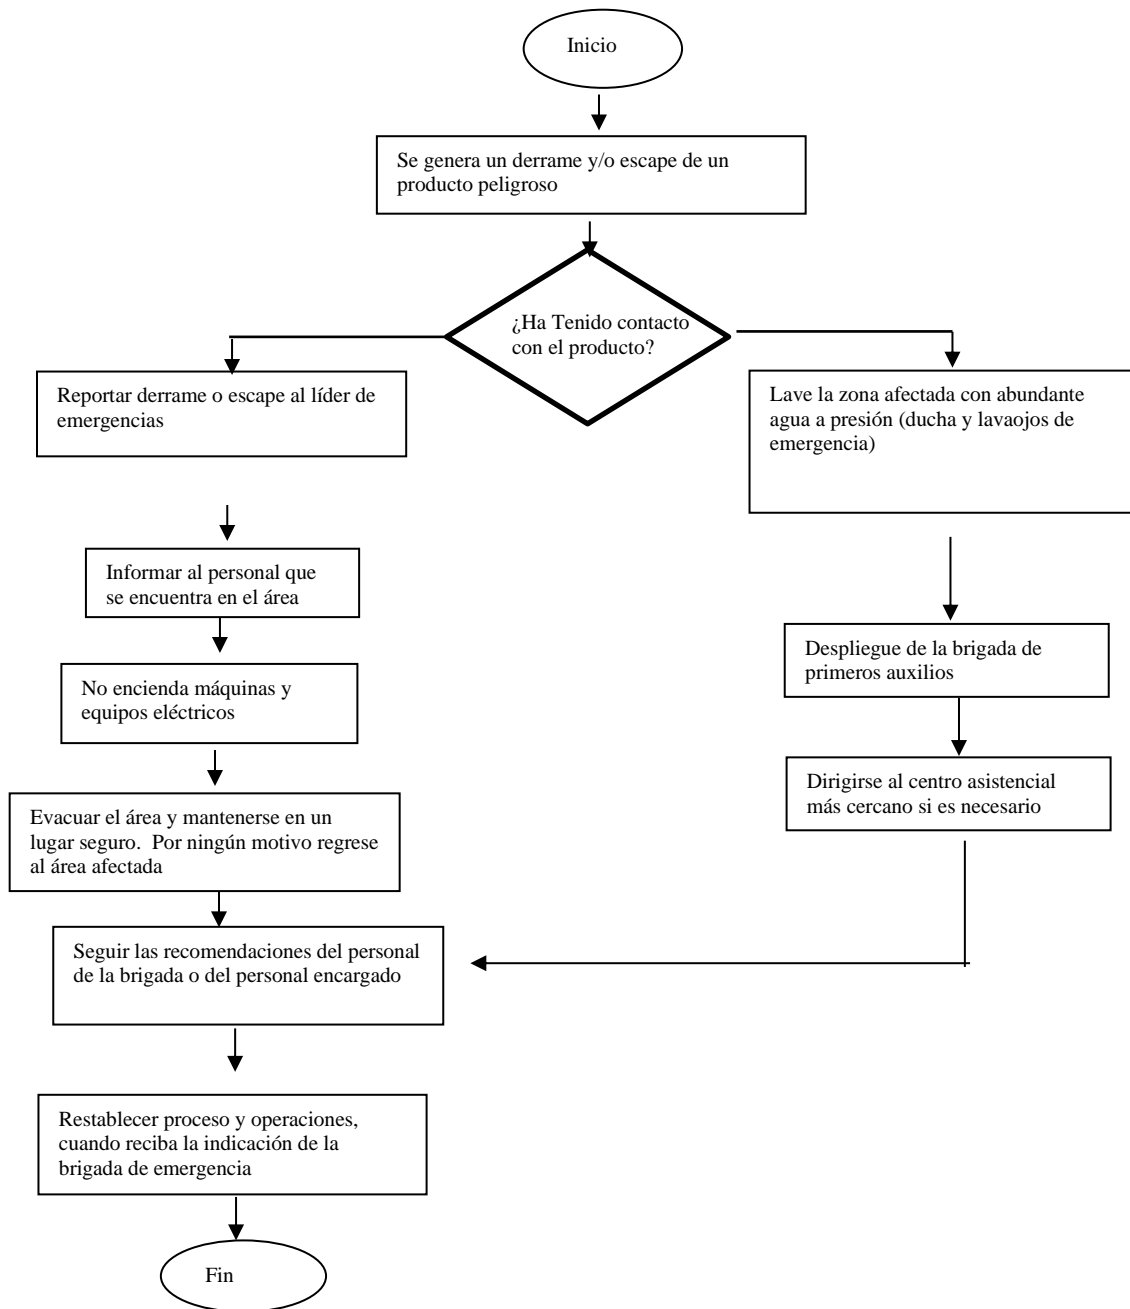 Inicio
Se genera un derrame y/o escape de un
producto peligroso
¿Ha Tenido contacto
con el producto?
Reportar derrame o escape al líder de
emergencias
Lave la zona afectada con abundante
agua a presión (ducha y lavaojos de
emergencia)
Informar al personal que
se encuentra en el área
Despliegue de la brigada de
primeros auxilios
No encienda máquinas y
equipos eléctricos
Dirigirse al centro asistencial
más cercano si es necesario
Evacuar el área y mantenerse en un
lugar seguro.  Por ningún motivo regrese
al área afectada
Seguir las recomendaciones del personal
de la brigada o del personal encargado
Restablecer proceso y operaciones,
cuando reciba la indicación de la
brigada de emergencia
Fin